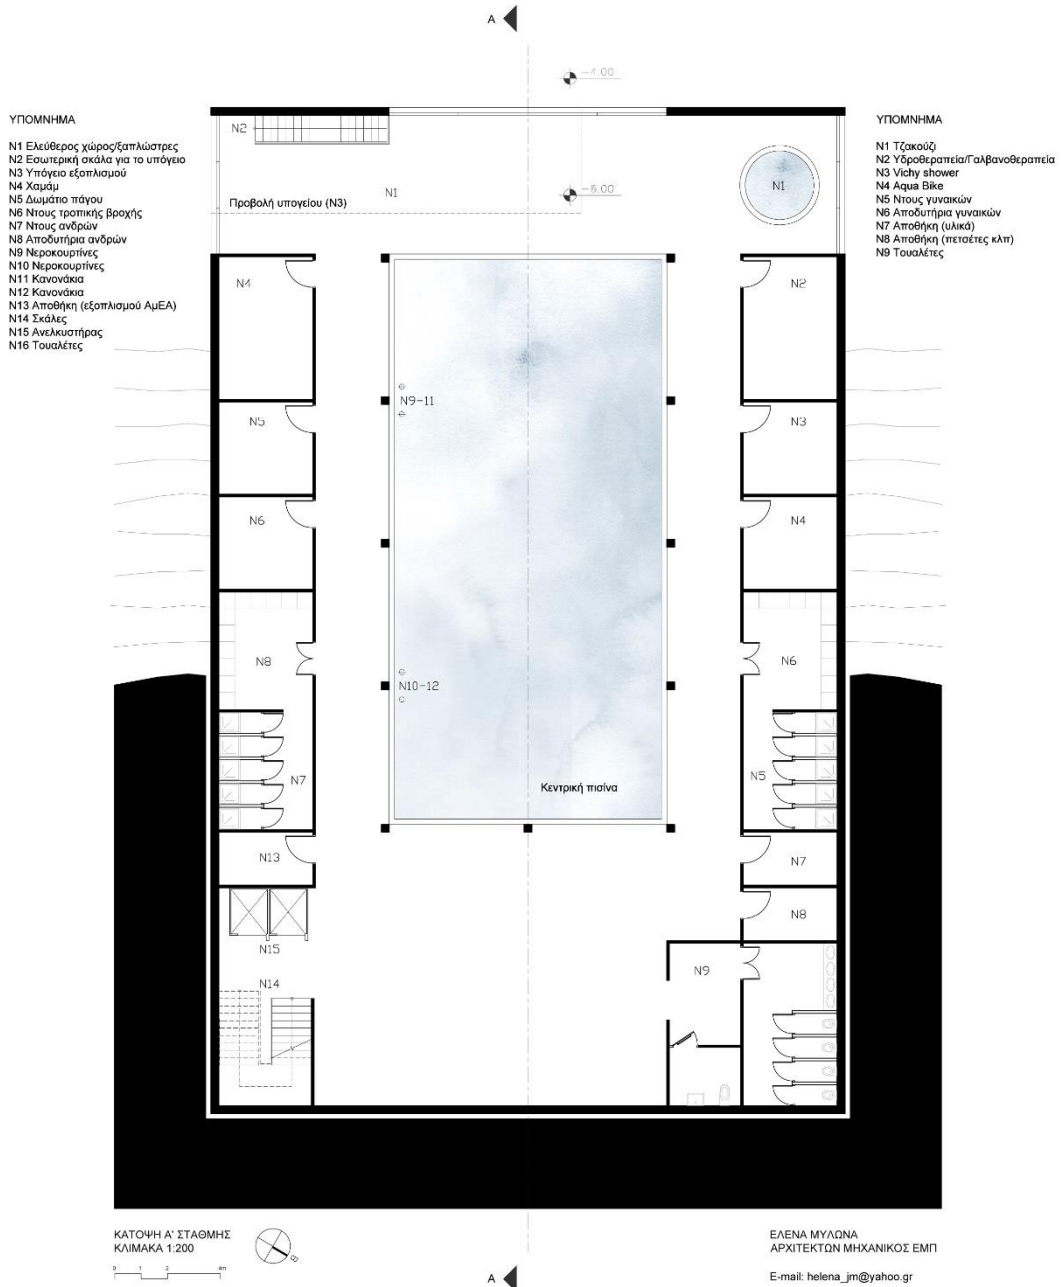 A
-4.00
ΥΠΟΜΝΗΜΑ
N1 Ελεύθερος χώρος/ξαπλώστρες
N2 Εσωτερική σκάλα για το υπόγειο
N3 Υπόγειο εξοπλισμού
N4 Χαμάμ
N5 Δωμάτιο πάγου
N6 Ντους τροπικής βροχής
N7 Ντους ανδρών
N8 Αποδυτήρια ανδρών
N9 Νεροκουρτίνες
N10 Νεροκουρτίνες
N11 Κανονάκια
N12 Κανονάκια
N13 Αποθήκη (εξοπλισμού ΑμΕΑ)
N14 Σκάλες
N15 Ανελκυστήρας
N16 Τουαλέτες
ΥΠΟΜΝΗΜΑ
N1 Τζακούζι
N2 Υδροθεραπεία/Γαλβανοθεραπεία
N3 Vichy shower
N4 Aqua Bike
N5 Ντους γυναικών
N6 Αποδυτήρια γυναικών
N7 Αποθήκη (υλικά)
N8 Αποθήκη (πετσέτες κλπ)
N9 Τουαλέτες
N2
N1
-6.00
N1
Προβολή υπογείου (N3)
N4
N2
N9-11
N5
N3
N6
N4
N8
N6
N10-12
N7
N5
Κεντρική πισίνα
N13
N7
N8
N15
N9
N14
ΚΑΤΟΨΗ Α' ΣΤΑΘΜΗΣ
ΚΛΙΜΑΚΑ 1:200
B
0 1 2 4m
ΕΛΕΝΑ ΜΥΛΩΝΑ
ΑΡΧΙΤΕΚΤΩΝ ΜΗΧΑΝΙΚΟΣ ΕΜΠ
E-mail: helena_jm@yahoo.gr
A